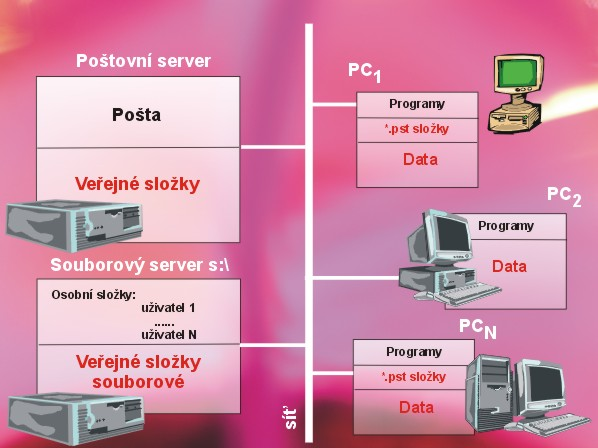 Poštovní server
Pošta
Veřejné složky
Souborový server s:\
Osobní složky:
uživatel 1
......
uživatel N
Veřejné složky
souborové
síť
PC1
Programy
*.pst složky
Data
PC2
Programy
Data
PCN
Programy
*.pst složky
Data